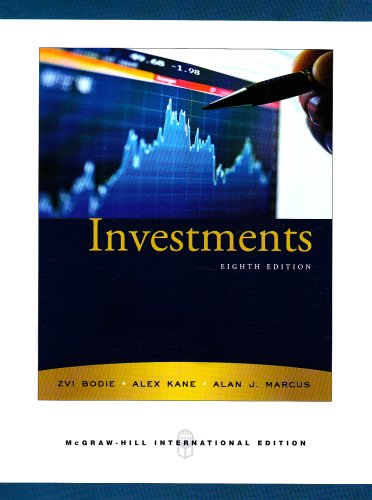 -1.98
Investments
EIGHTH EDITION
ZVI BODIE • ALEX KANE • ALAN J. MARCUS
McGRAW-HILL INTERNATIONAL EDITION